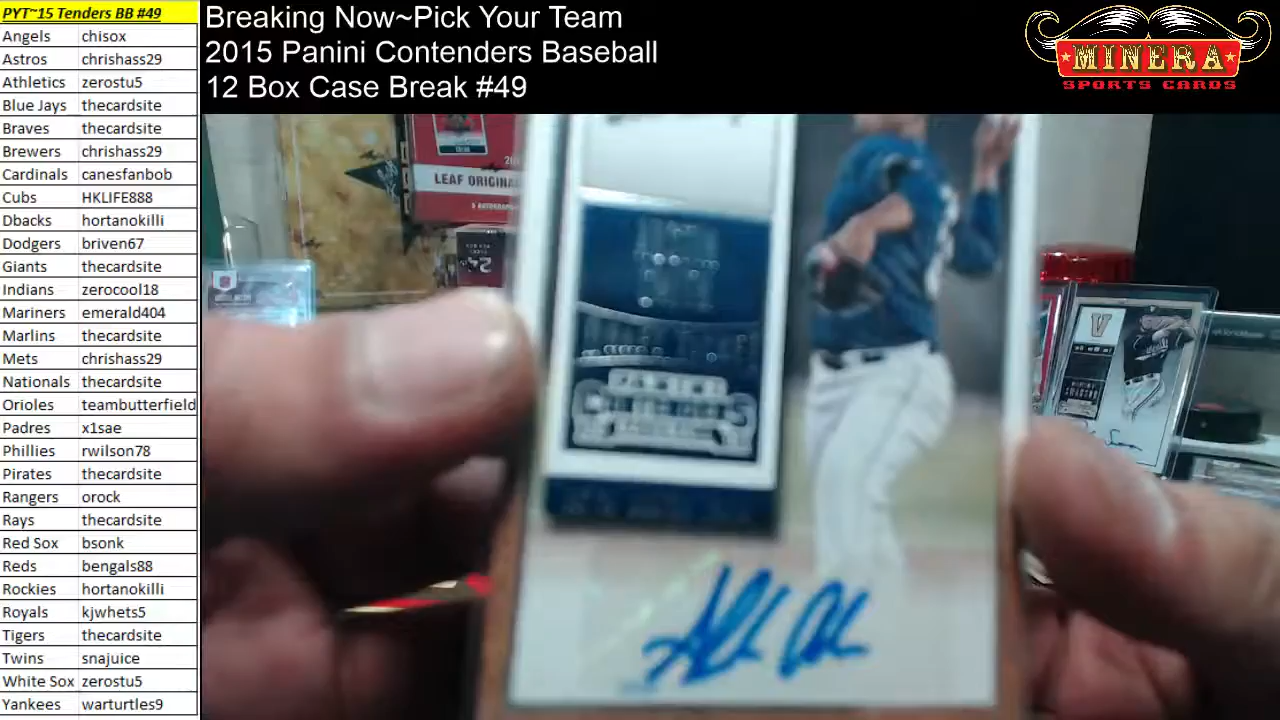 PYT~15 Tenders BB #49
Angels chisox
Astros chrishass29
Athletics zerostu5
Blue Jays thecardsite
Braves thecardsite
Brewers chrishass29
Cardinals canesfanbob
Cubs HKLIFE888
Dbacks hortanokilli
Dodgers briven67
Giants thecardsite
Indians zerocool18
Mariners emerald404
Marlins thecardsite
Mets chrishass29
Nationals thecardsite
Orioles teambutterfield
Padres x1sae
Phillies rwilson78
Pirates thecardsite
Rangers orock
Rays thecardsite
Red Sox bsonk
Reds bengals88
Rockies hortanokilli
Royals kjwhets5
Tigers thecardsite
Twins snajuice
White Sox zerostu5
Yankees warturtles9
Breaking Now~Pick Your Team
2015 Panini Contenders Baseball
12 Box Case Break #49
MINERA
SPORTS CARDS
LEAF ORIGINA
24
V